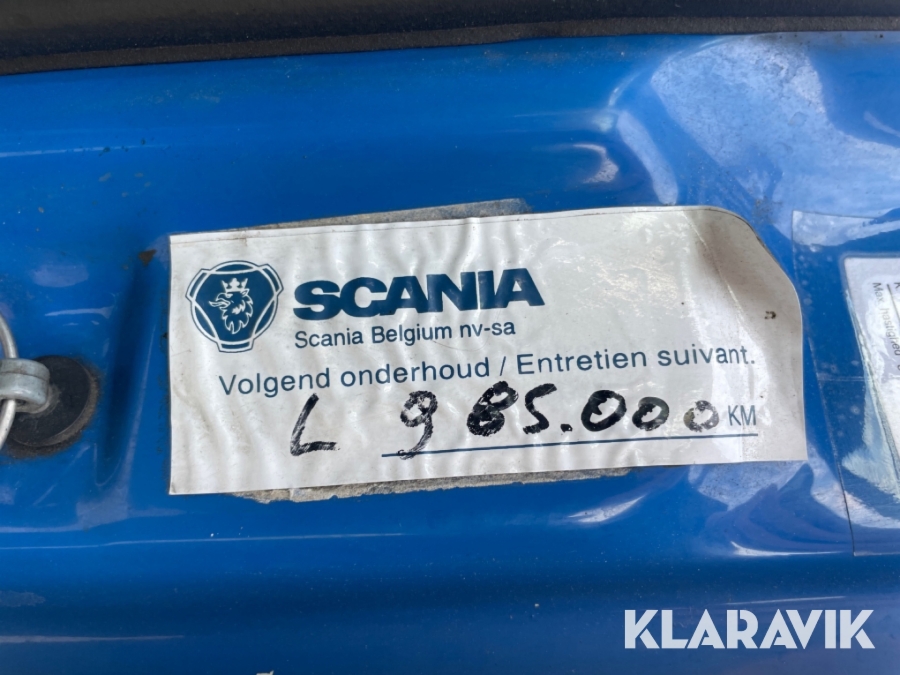 SCANIA
Scania Belgium nv-sa
Volgend onderhoud / Entretien suivant.
L 985.000 KM
KLARAVIK